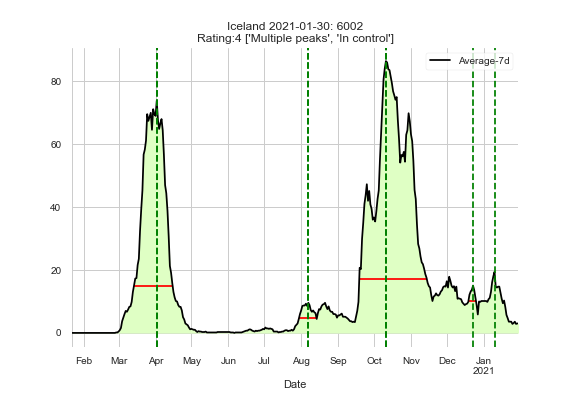 Iceland 2021-01-30: 6002
Rating:4 ['Multiple peaks', 'In control']
Average-7d
80
60
40
20
0
Feb Mar Apr May Jun Jul Aug Sep Oct Nov Dec Jan
2021
Date